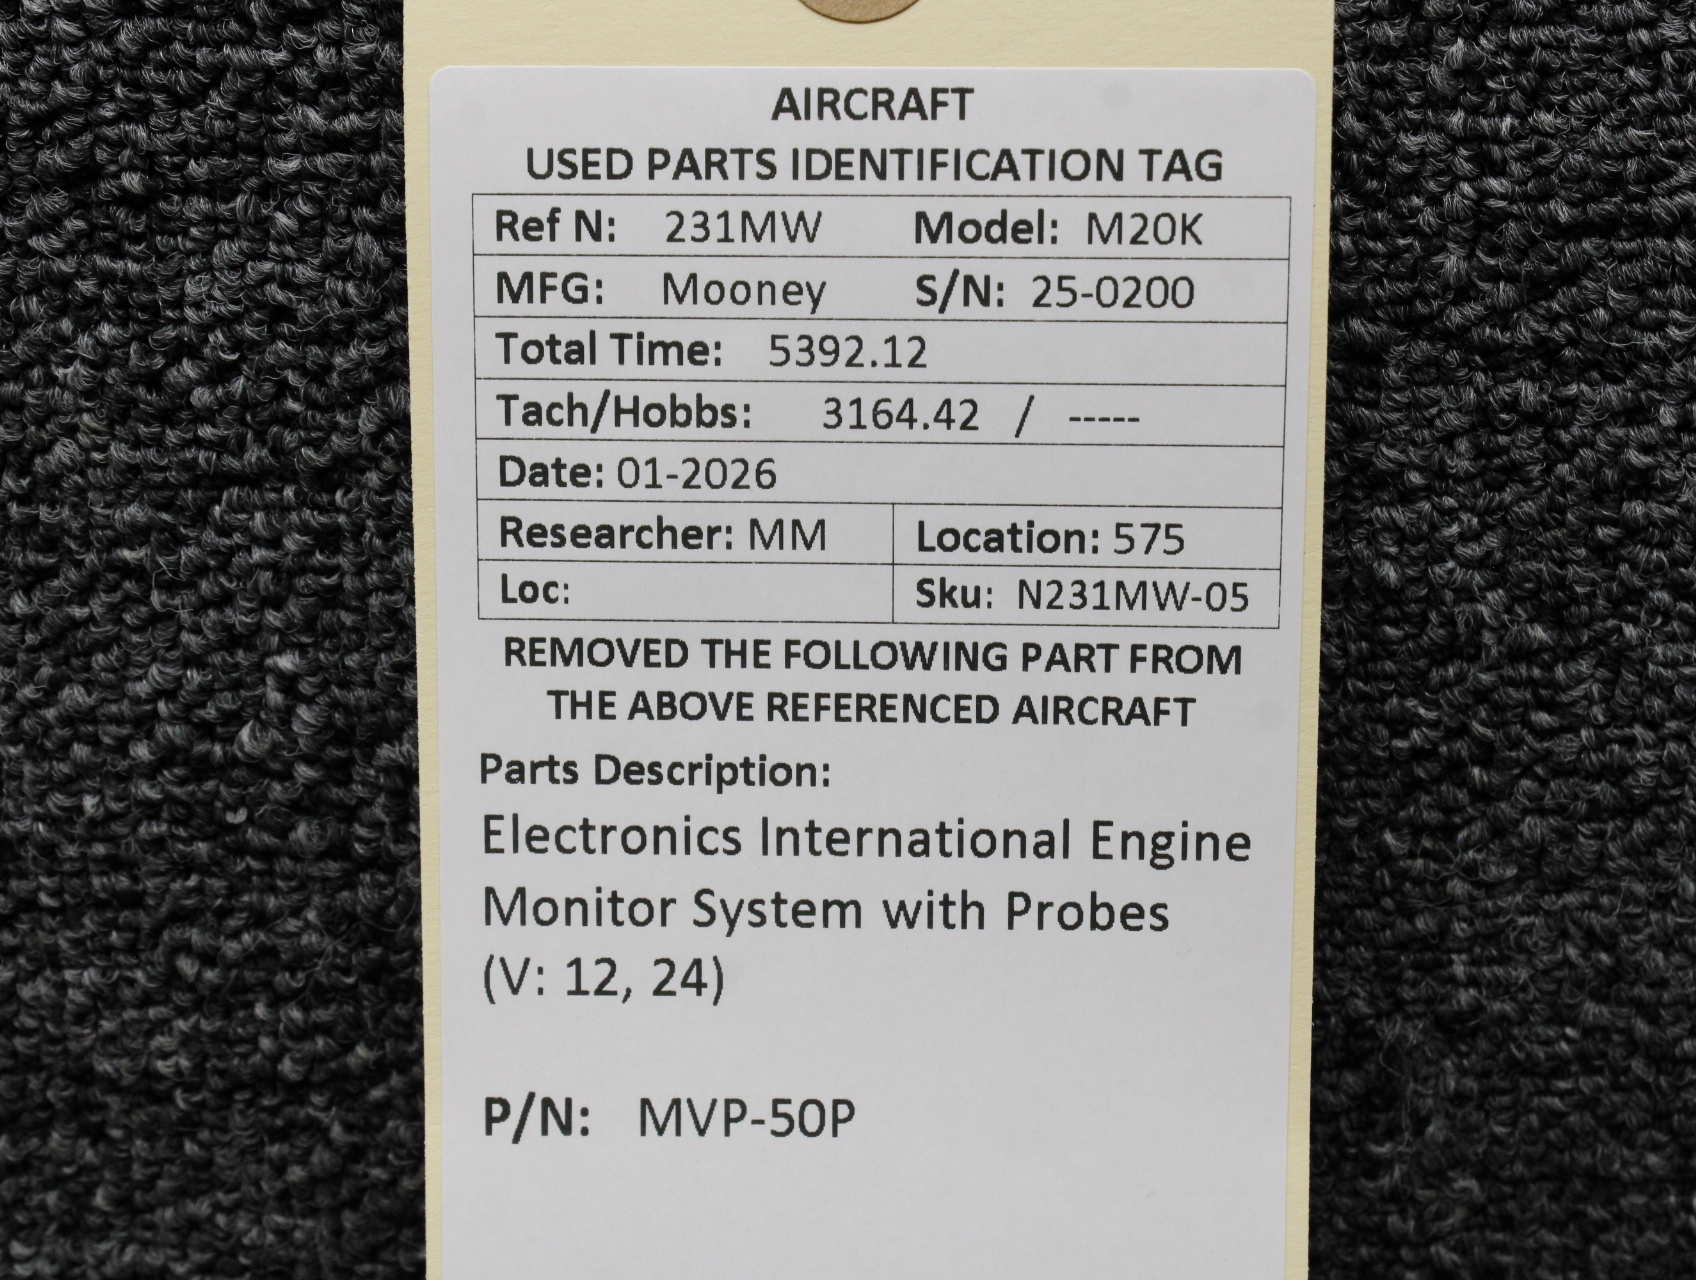 AIRCRAFT
USED PARTS IDENTIFICATION TAG
Ref N: 231MW Model: M20K
MFG: Mooney S/N: 25-0200
Total Time: 5392.12
Tach/Hobbs: 3164.42 / -----
Date: 01-2026
Researcher: MM Location: 575
Loc: Sku: N231MW-05
REMOVED THE FOLLOWING PART FROM
THE ABOVE REFERENCED AIRCRAFT
Parts Description:
Electronics International Engine
Monitor System with Probes
(V: 12, 24)
P/N: MVP-50P